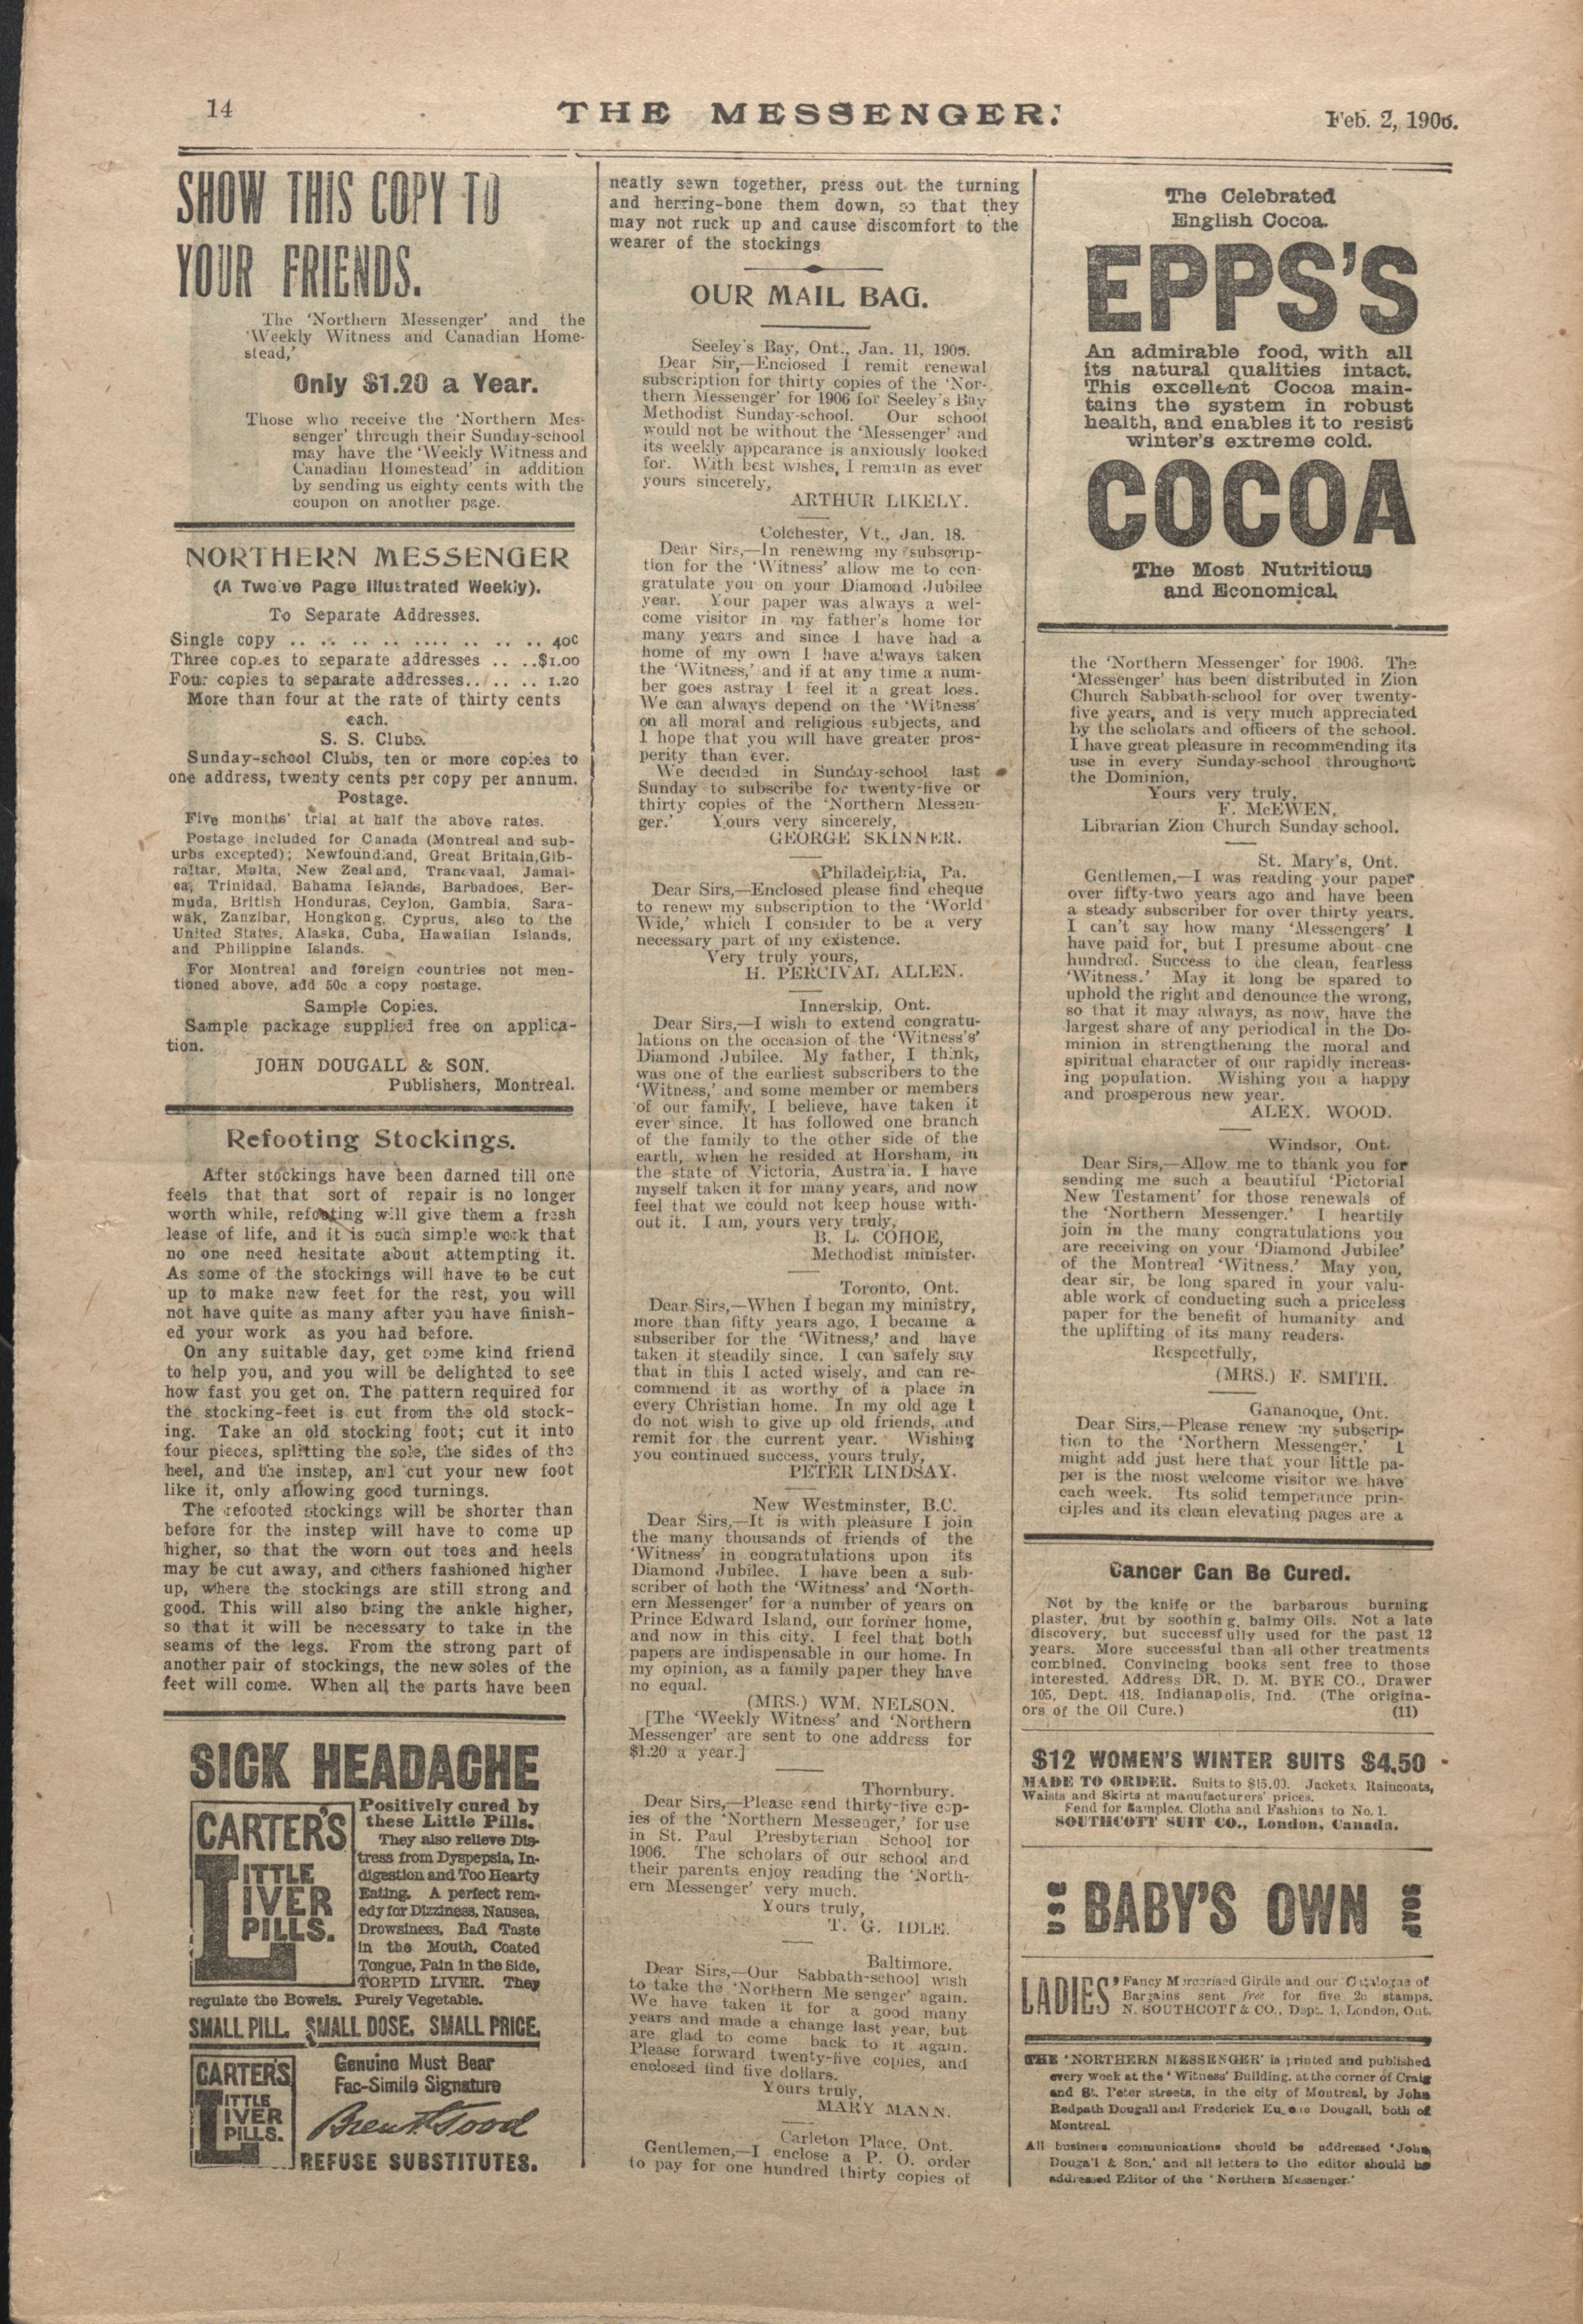 14
THE MESSENGER.
Feb. 2, 1906.
SHOW THIS COPY TO
YOUR FRIENDS.
The 'Northern Messenger' and the
'Weekly Witness and Canadian Home-
stead,'
Only $1.20 a Year.
Those who receive the 'Northern Mes-
senger' through their Sunday-school
may have the 'Weekly Witness and
Canadian Homestead' in addition
by sending us eighty cents with the
coupon on another page.
NORTHERN MESSENGER
(A Twelve Page Illustrated Weekly).
To Separate Addresses.
Single copy .. .. .. .. .... .. .. .. 40c
Three copies to separate addresses .. ..$1.00
Four copies to separate addresses.. .. .. 1.20
More than four at the rate of thirty cents
each.
S. S. Clubs.
Sunday-school Clubs, ten or more copies to
one address, twenty cents per copy per annum.
Postage.
Five months' trial at half the above rates.
Postage included for Canada (Montreal and sub-
urbs excepted); Newfoundland, Great Britain, Gib-
raltar, Malta, New Zealand, Transvaal, Jamai-
ca, Trinidad, Bahama Islands, Barbadoes, Ber-
muda, British Honduras, Ceylon, Gambia, Sara-
wak, Zanzibar, Hongkong, Cyprus, also to the
United States, Alaska, Cuba, Hawaiian Islands,
and Philippine Islands.
For Montreal and foreign countries not men-
tioned above, add 50c a copy postage.
Sample Copies.
Sample package supplied free on applica-
tion.
JOHN DOUGALL & SON.
Publishers, Montreal.
Refooting Stockings.
After stockings have been darned till one
feels that that sort of repair is no longer
worth while, refooting will give them a fresh
lease of life, and it is such simple work that
no one need hesitate about attempting it.
As some of the stockings will have to be cut
up to make new feet for the rest, you will
not have quite as many after you have finish-
ed your work as you had before.
On any suitable day, get some kind friend
to help you, and you will be delighted to see
how fast you get on. The pattern required for
the stocking-feet is cut from the old stock-
ing. Take an old stocking foot; cut it into
four pieces, splitting the sole, the sides of the
heel, and the instep, and cut your new foot
like it, only allowing good turnings.
The refooted stockings will be shorter than
before for the instep will have to come up
higher, so that the worn out toes and heels
may be cut away, and others fashioned higher
up, where the stockings are still strong and
good. This will also bring the ankle higher,
so that it will be necessary to take in the
seams of the legs. From the strong part of
another pair of stockings, the new soles of the
feet will come. When all the parts have been
SICK HEADACHE
CARTER'S
LITTLE
LIVER
PILLS.
Positively cured by
these Little Pills.
They also relieve Dis-
tress from Dyspepsia, In-
digestion and Too Hearty
Eating. A perfect rem-
edy for Dizziness, Nausea,
Drowsiness, Bad Taste
in the Mouth, Coated
Tongue, Pain in the Side,
TORPID LIVER. They
regulate the Bowels. Purely Vegetable.
SMALL PILL. SMALL DOSE. SMALL PRICE.
CARTER'S
LITTLE
LIVER
PILLS.
Genuine Must Bear
Fac-Simile Signature
Brent Good
REFUSE SUBSTITUTES.
neatly sewn together, press out the turning
and herring-bone them down, so that they
may not ruck up and cause discomfort to the
wearer of the stockings
OUR MAIL BAG.
Seeley's Bay, Ont., Jan. 11, 1906.
Dear Sir,—Enclosed I remit renewal
subscription for thirty copies of the 'Nor-
thern Messenger' for 1906 for Seeley's Bay
Methodist Sunday-school. Our school
would not be without the 'Messenger' and
its weekly appearance is anxiously looked
for. With best wishes, I remain as ever
yours sincerely,
ARTHUR LIKELY.
Colchester, Vt., Jan. 18.
Dear Sirs,—In renewing my subscrip-
tion for the 'Witness' allow me to con-
gratulate you on your Diamond Jubilee
year. Your paper was always a wel-
come visitor in my father's home for
many years and since I have had a
home of my own I have always taken
the 'Witness,' and if at any time a num-
ber goes astray I feel it a great loss.
We can always depend on the 'Witness'
on all moral and religious subjects, and
I hope that you will have greater pros-
perity than ever.
We decided in Sunday-school last
Sunday to subscribe for twenty-five or
thirty copies of the 'Northern Messen-
ger.' Yours very sincerely,
GEORGE SKINNER.
Philadelphia, Pa.
Dear Sirs,—Enclosed please find cheque
to renew my subscription to the 'World
Wide,' which I consider to be a very
necessary part of my existence.
Very truly yours,
H. PERCIVAL ALLEN.
Innerskip, Ont.
Dear Sirs,—I wish to extend congratu-
lations on the occasion of the 'Witness's'
Diamond Jubilee. My father, I think,
was one of the earliest subscribers to the
'Witness,' and some member or members
of our family, I believe, have taken it
ever since. It has followed one branch
of the family to the other side of the
earth, when he resided at Horsham, in
the state of Victoria, Australia. I have
myself taken it for many years, and now
feel that we could not keep house with-
out it. I am, yours very truly,
B. L. COHOE,
Methodist minister.
Toronto, Ont.
Dear Sirs,—When I began my ministry,
more than fifty years ago, I became a
subscriber for the 'Witness,' and have
taken it steadily since. I can safely say
that in this I acted wisely, and can re-
commend it as worthy of a place in
every Christian home. In my old age I
do not wish to give up old friends, and
remit for the current year. Wishing
you continued success, yours truly,
PETER LINDSAY.
New Westminster, B.C.
Dear Sirs,—It is with pleasure I join
the many thousands of friends of the
'Witness' in congratulations upon its
Diamond Jubilee. I have been a sub-
scriber of both the 'Witness' and 'North-
ern Messenger' for a number of years on
Prince Edward Island, our former home,
and now in this city. I feel that both
papers are indispensable in our home. In
my opinion, as a family paper they have
no equal.
(MRS.) WM. NELSON.
[The 'Weekly Witness' and 'Northern
Messenger' are sent to one address for
$1.20 a year.]
Thornbury.
Dear Sirs,—Please send thirty-five cop-
ies of the 'Northern Messenger,' for use
in St. Paul Presbyterian School for
1906. The scholars of our school and
their parents enjoy reading the 'North-
ern Messenger' very much.
Yours truly,
T. G. IDLE.
Baltimore.
Dear Sirs,—Our Sabbath-school wish
to take the 'Northern Me senger' again.
We have taken it for a good many
years and made a change last year, but
are glad to come back to it again.
Please forward twenty-five copies, and
enclosed find five dollars.
Yours truly,
MARY MANN.
Carleton Place, Ont.
Gentlemen,—I enclose a P. O. order
to pay for one hundred thirty copies of
The Celebrated
English Cocoa.
EPPS'S
An admirable food, with all
its natural qualities intact.
This excellent Cocoa main-
tains the system in robust
health, and enables it to resist
winter's extreme cold.
COCOA
The Most Nutritious
and Economical.
the 'Northern Messenger' for 1906. The
'Messenger' has been distributed in Zion
Church Sabbath-school for over twenty-
five years, and is very much appreciated
by the scholars and officers of the school.
I have great pleasure in recommending its
use in every Sunday-school throughout
the Dominion,
Yours very truly,
F. McEWEN,
Librarian Zion Church Sunday school.
St. Mary's, Ont.
Gentlemen,—I was reading your paper
over fifty-two years ago and have been
a steady subscriber for over thirty years.
I can't say how many 'Messengers' I
have paid for, but I presume about one
hundred. Success to the clean, fearless
'Witness.' May it long be spared to
uphold the right and denounce the wrong,
so that it may always, as now, have the
largest share of any periodical in the Do-
minion in strengthening the moral and
spiritual character of our rapidly increas-
ing population. Wishing you a happy
and prosperous new year.
ALEX. WOOD.
Windsor, Ont.
Dear Sirs,—Allow me to thank you for
sending me such a beautiful 'Pictorial
New Testament' for those renewals of
the 'Northern Messenger.' I heartily
join in the many congratulations you
are receiving on your 'Diamond Jubilee'
of the Montreal 'Witness.' May you,
dear sir, be long spared in your valu-
able work of conducting such a priceless
paper for the benefit of humanity and
the uplifting of its many readers.
Respectfully,
(MRS.) F. SMITH.
Gananoque, Ont.
Dear Sirs,—Please renew my subscrip-
tion to the 'Northern Messenger.' I
might add just here that your little pa-
per is the most welcome visitor we have
each week. Its solid temperance prin-
ciples and its clean elevating pages are a
Cancer Can Be Cured.
Not by the knife or the barbarous burning
plaster, but by soothing, balmy Oils. Not a late
discovery, but successfully used for the past 12
years. More successful than all other treatments
combined. Convincing books sent free to those
interested. Address DR. D. M. BYE CO., Drawer
105, Dept. 418, Indianapolis, Ind. (The origina-
ors of the Oil Cure.) (11)
$12 WOMEN'S WINTER SUITS $4.50
MADE TO ORDER. Suits to $15.00. Jackets, Raincoats,
Waists and Skirts at manufacturers' prices.
Send for Samples, Cloths and Fashions to No. 1.
SOUTHCOTT SUIT CO., London, Canada.
USE BABY'S OWN SOAP
LADIES' Fancy Mercerised Girdle and our Catalogue of
Bargains sent free for five 2c stamps.
N. SOUTHCOTT & CO., Dept. 1, London, Ont.
THE 'NORTHERN MESSENGER' is printed and published
every week at the 'Witness' Building, at the corner of Craig
and St. Peter streets, in the city of Montreal, by John
Redpath Dougall and Frederick Eugene Dougall, both of
Montreal.
All business communications should be addressed 'John
Dougall & Son,' and all letters to the editor should be
addressed Editor of the 'Northern Messenger.'